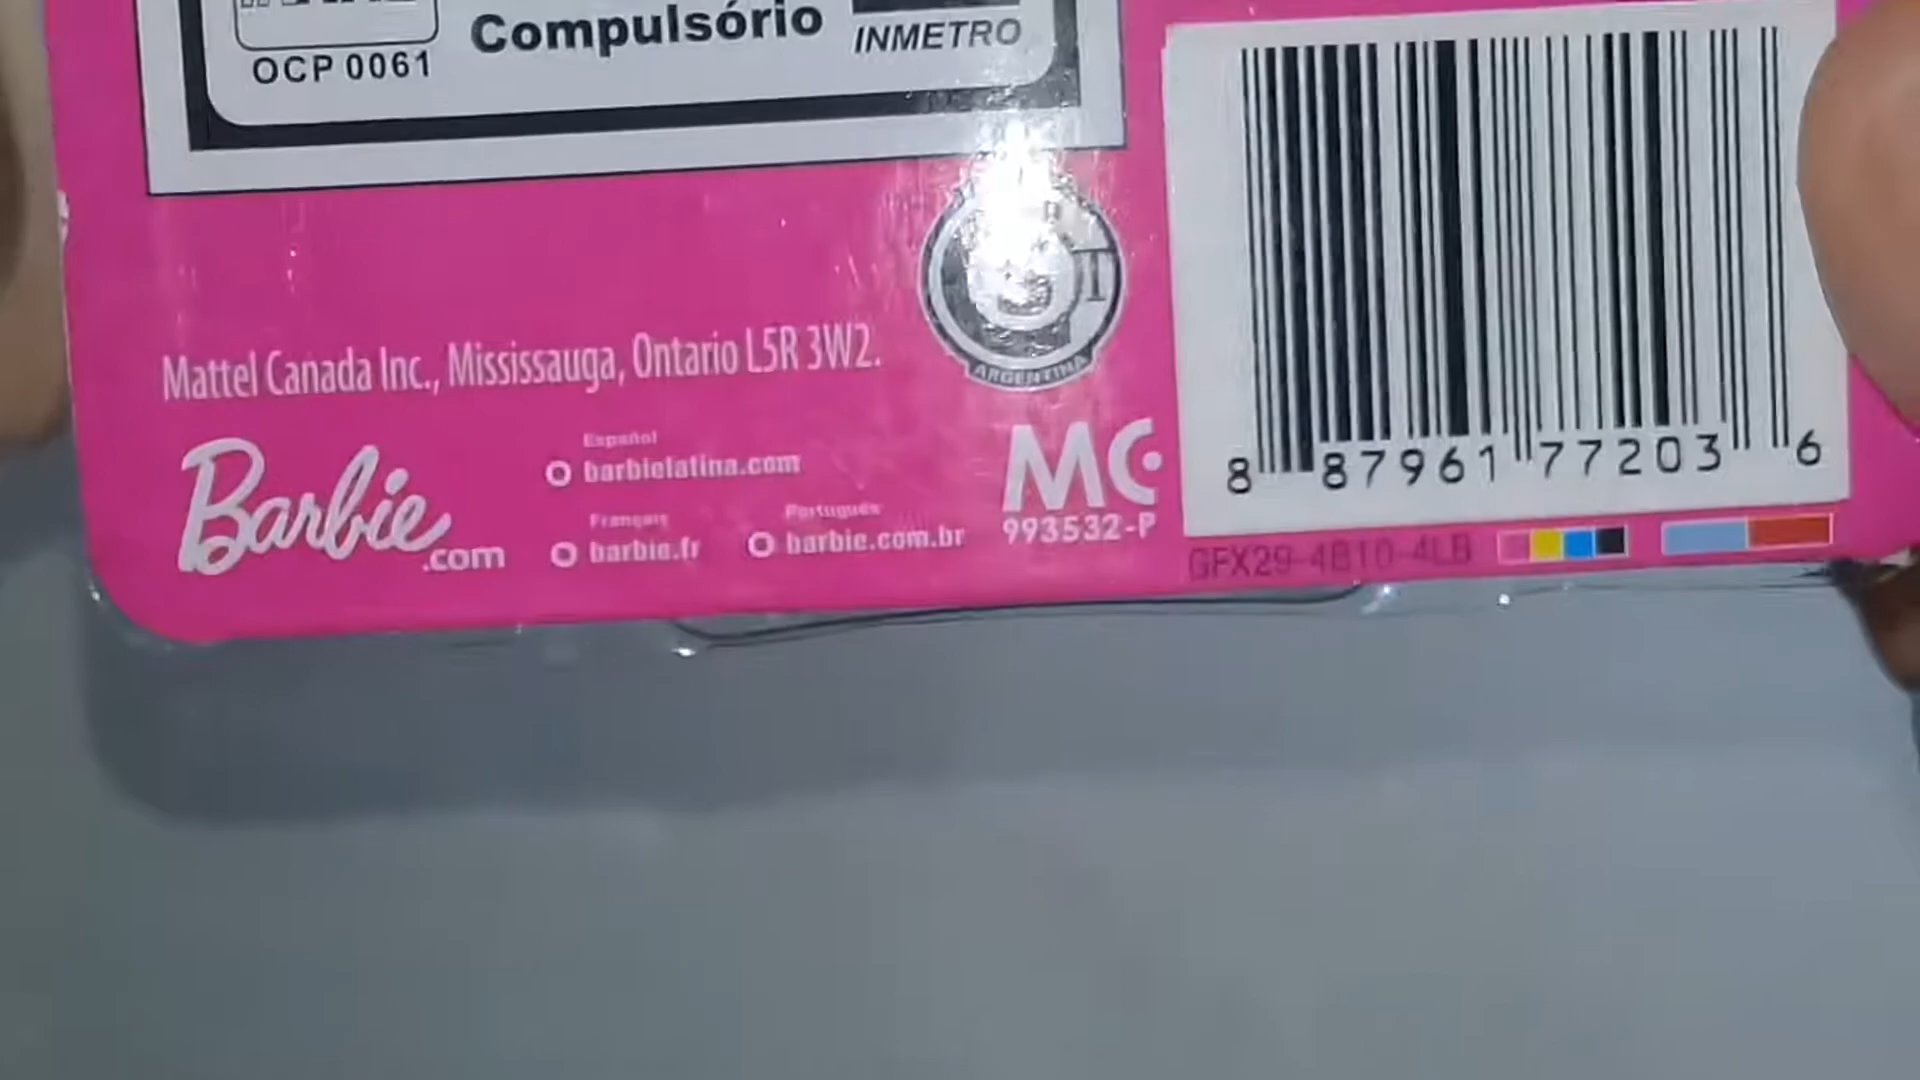 Compulsório
INMETRO
OCP 0061
T
ARGENTINA
Mattel Canada Inc., Mississauga, Ontario L5R 3W2.
Barbie.com
Español
barbielatina.com
Français
barbie.fr
Português
barbie.com.br
MC
993532-P
8 87961 77203 6
GFX29-4B10-4LB